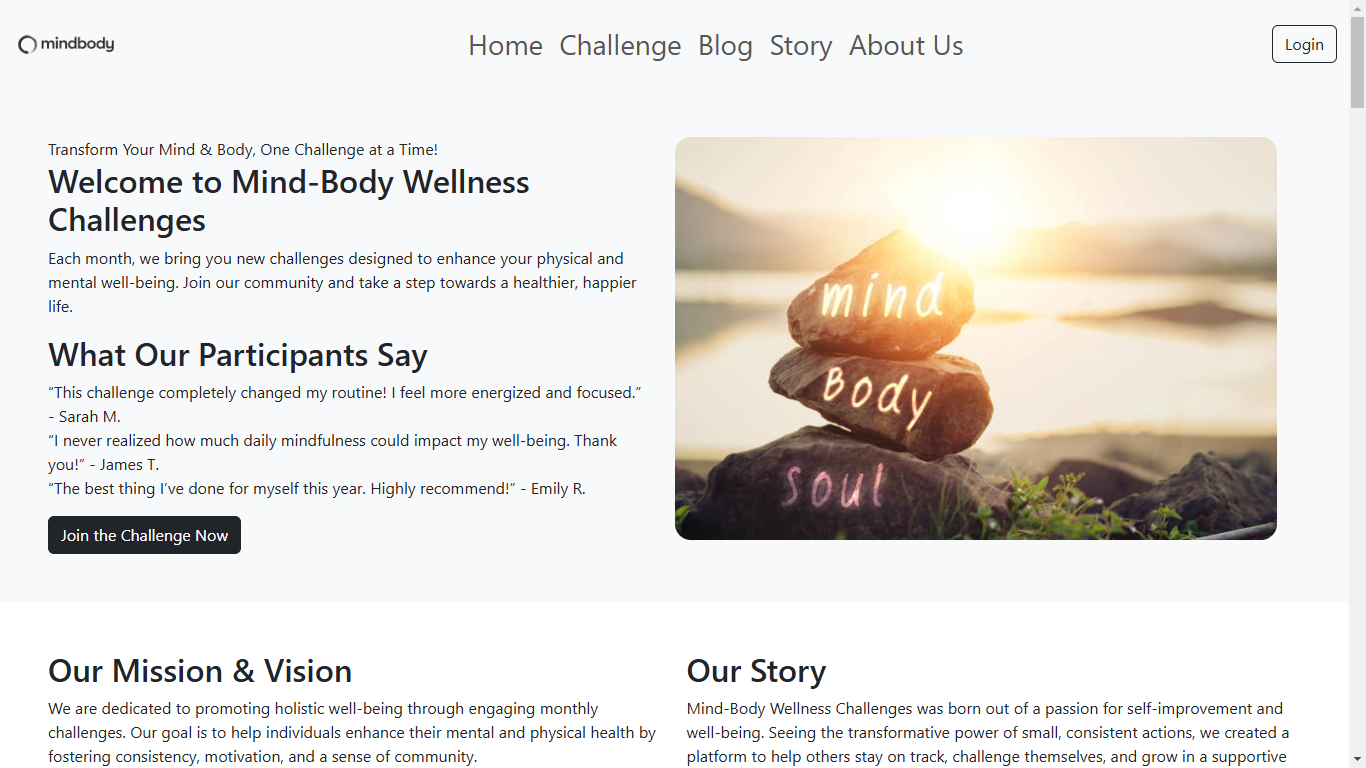 mindbody
Home Challenge Blog Story About Us
Login
Transform Your Mind & Body, One Challenge at a Time!
Welcome to Mind-Body Wellness
Challenges
Each month, we bring you new challenges designed to enhance your physical and
mental well-being. Join our community and take a step towards a healthier, happier
life.
What Our Participants Say
“This challenge completely changed my routine! I feel more energized and focused.”
- Sarah M.
“I never realized how much daily mindfulness could impact my well-being. Thank
you!” - James T.
“The best thing I’ve done for myself this year. Highly recommend!” - Emily R.
Join the Challenge Now
mind
Body
Soul
Our Mission & Vision
We are dedicated to promoting holistic well-being through engaging monthly
challenges. Our goal is to help individuals enhance their mental and physical health by
fostering consistency, motivation, and a sense of community.
Our Story
Mind-Body Wellness Challenges was born out of a passion for self-improvement and
well-being. Seeing the transformative power of small, consistent actions, we created a
platform to help others stay on track, challenge themselves, and grow in a supportive